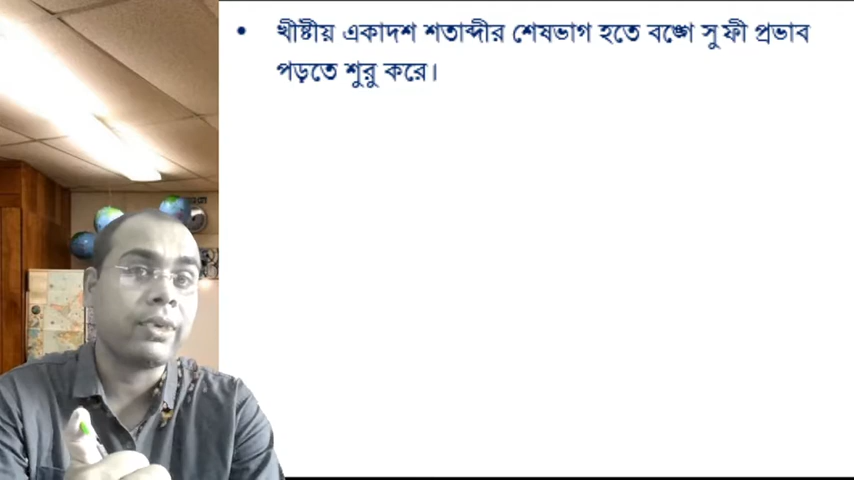 • খ্রীষ্টীয় একাদশ শতাব্দীর শেষভাগ হতে বঙ্গে সুফী প্রভাব
পড়তে শুরু করে।